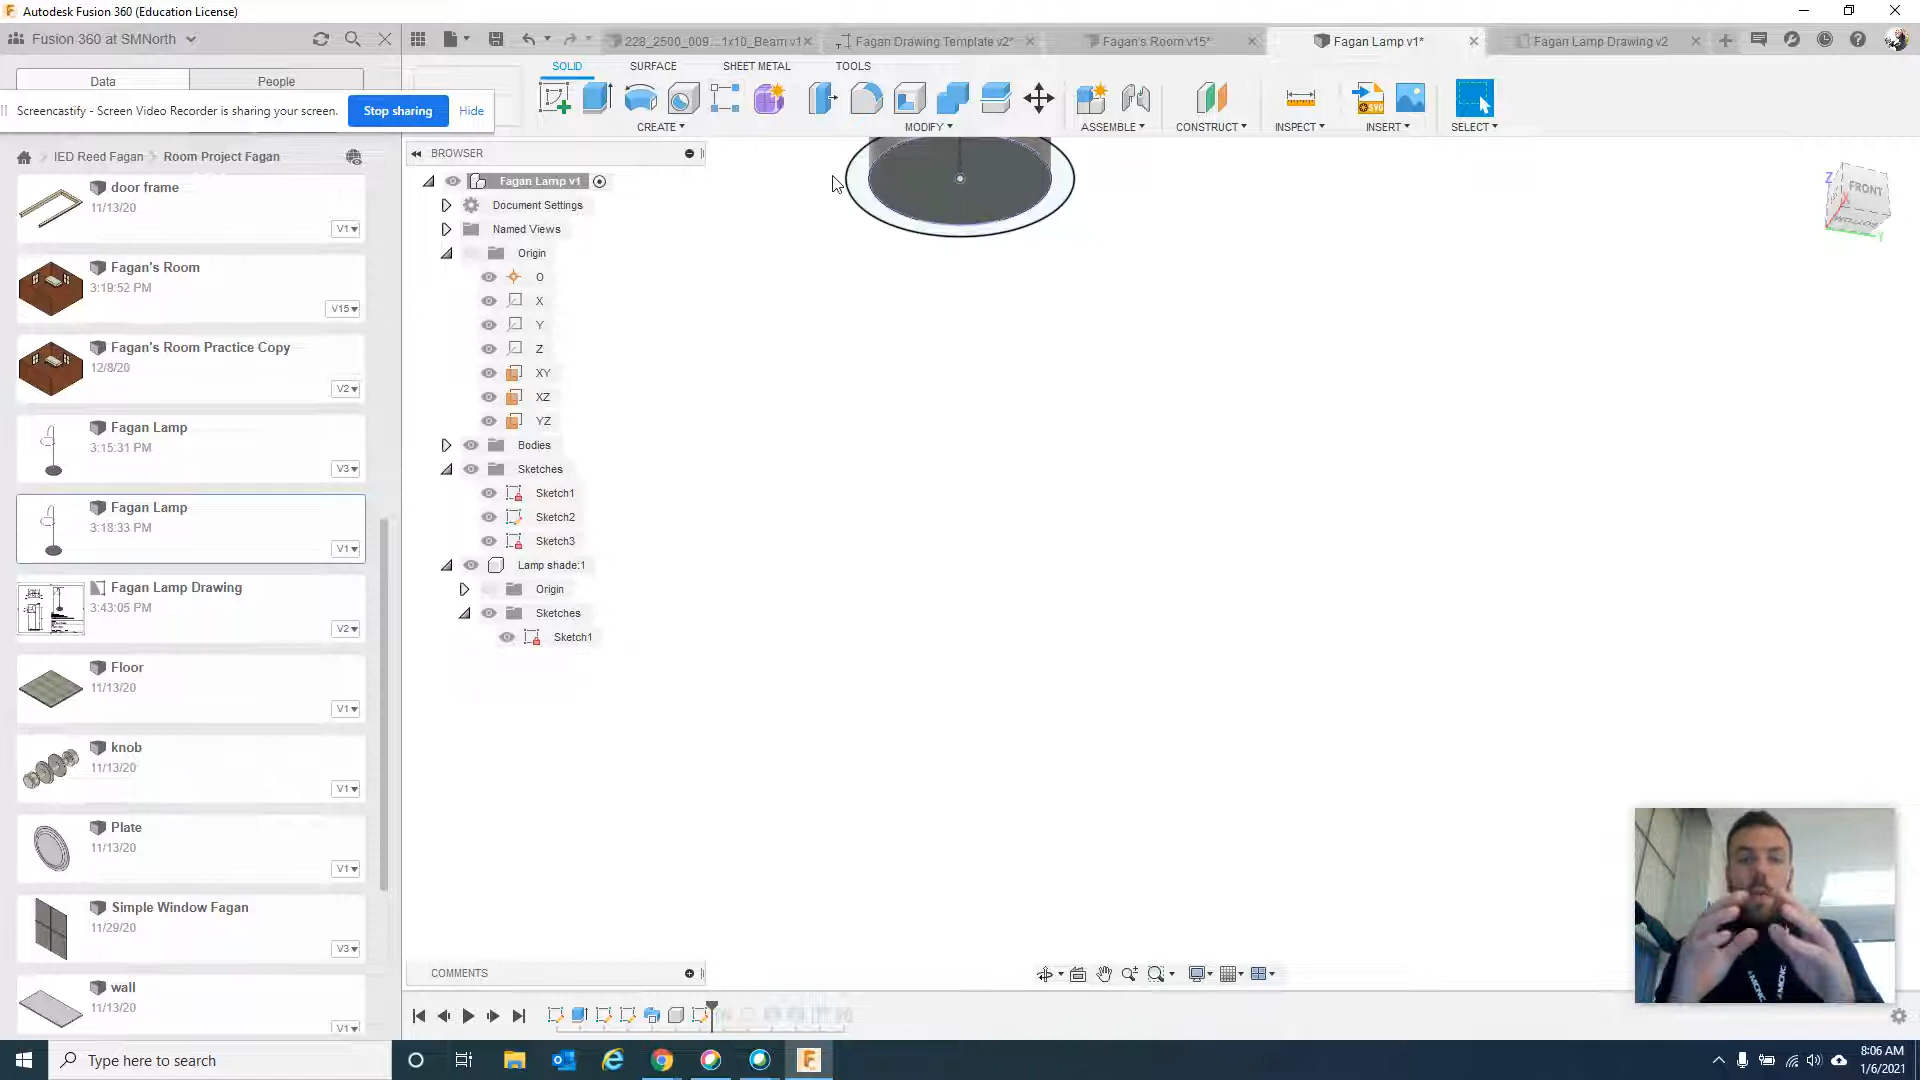 Autodesk Fusion 360 (Education License)
Fusion 360 at SMNorth
228_2500_009...1x10_Beam v1
Fagan Drawing Template v2*
Fagan's Room v15*
Fagan Lamp v1*
Fagan Lamp Drawing v2
Data
People
SOLID
SURFACE
SHEET METAL
TOOLS
Screencastify - Screen Video Recorder is sharing your screen.
Stop sharing
Hide
CREATE
MODIFY
ASSEMBLE
CONSTRUCT
INSPECT
INSERT
SELECT
IED Reed Fagan
Room Project Fagan
door frame
11/13/20
V1
Fagan's Room
3:19:52 PM
V15
Fagan's Room Practice Copy
12/8/20
V2
Fagan Lamp
3:15:31 PM
V3
Fagan Lamp
3:18:33 PM
V1
Fagan Lamp Drawing
3:43:05 PM
V2
Floor
11/13/20
V1
knob
11/13/20
V1
Plate
11/13/20
V1
Simple Window Fagan
11/29/20
V3
wall
11/13/20
V1
BROWSER
Fagan Lamp v1
Document Settings
Named Views
Origin
O
X
Y
Z
XY
XZ
YZ
Bodies
Sketches
Sketch1
Sketch2
Sketch3
Lamp shade:1
Origin
Sketches
Sketch1
Z
X
Y
FRONT
BOTTOM
COMMENTS
Type here to search
8:06 AM
1/6/2021